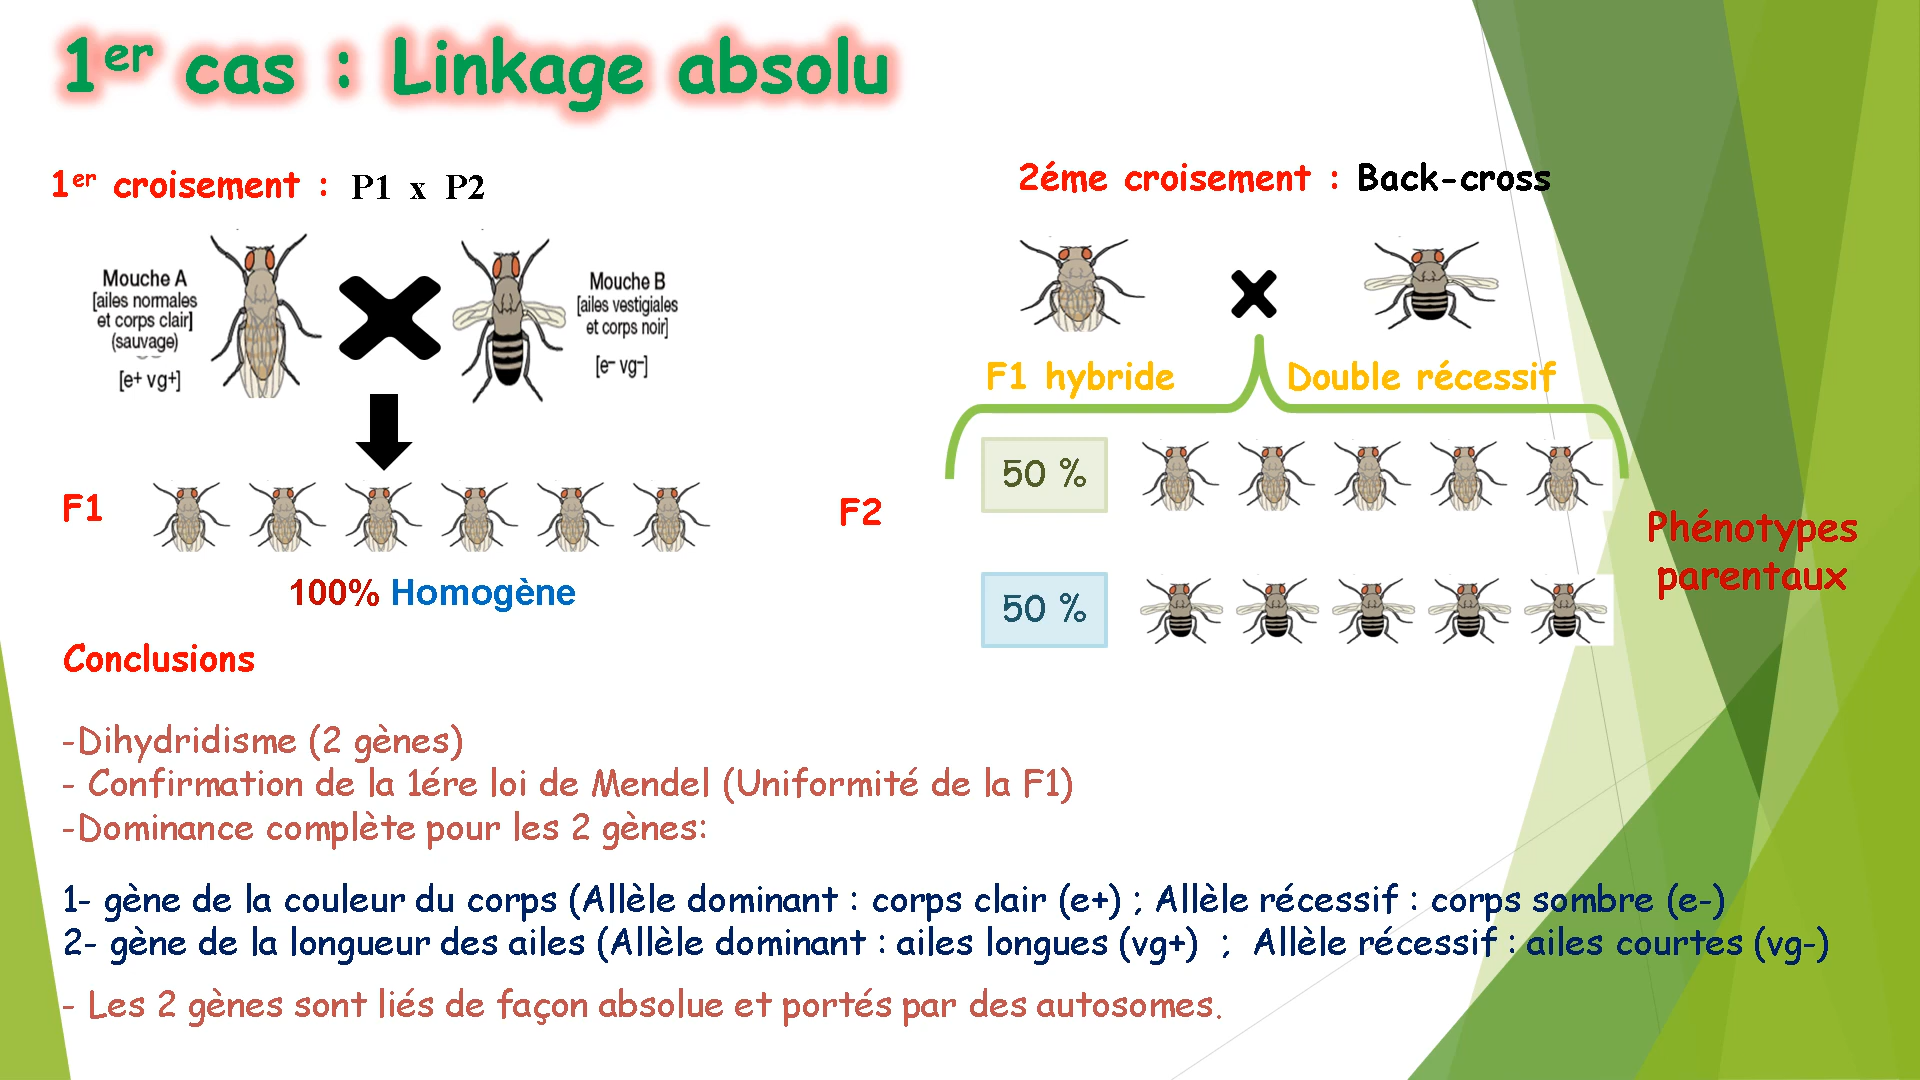 1er cas : Linkage absolu
1er croisement : P1 x P2
Mouche A
[ailes normales
et corps clair]
(sauvage)
[e+ vg+]
Mouche B
[ailes vestigiales
et corps noir]
[e- vg-]
F1
100% Homogène
2éme croisement : Back-cross
F1 hybride
Double récessif
F2
50 %
50 %
Phénotypes
parentaux
Conclusions
-Dihydridisme (2 gènes)
- Confirmation de la 1ére loi de Mendel (Uniformité de la F1)
-Dominance complète pour les 2 gènes:
1- gène de la couleur du corps (Allèle dominant : corps clair (e+) ; Allèle récessif : corps sombre (e-)
2- gène de la longueur des ailes (Allèle dominant : ailes longues (vg+) ; Allèle récessif : ailes courtes (vg-)
- Les 2 gènes sont liés de façon absolue et portés par des autosomes.